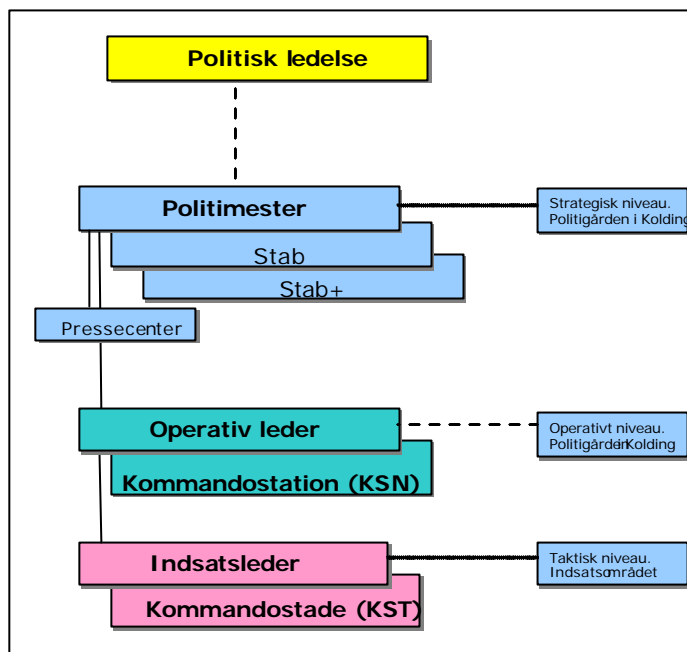 Politisk ledelse
Politimester
Strategisk niveau.
Politigården i Kolding
Stab
Stab+
Pressecenter
Operativ leder
Operativt niveau.
Politigården i Kolding
Kommandostation (KSN)
Indsatsleder
Taktisk niveau.
Indsatsområdet
Kommandostade (KST)